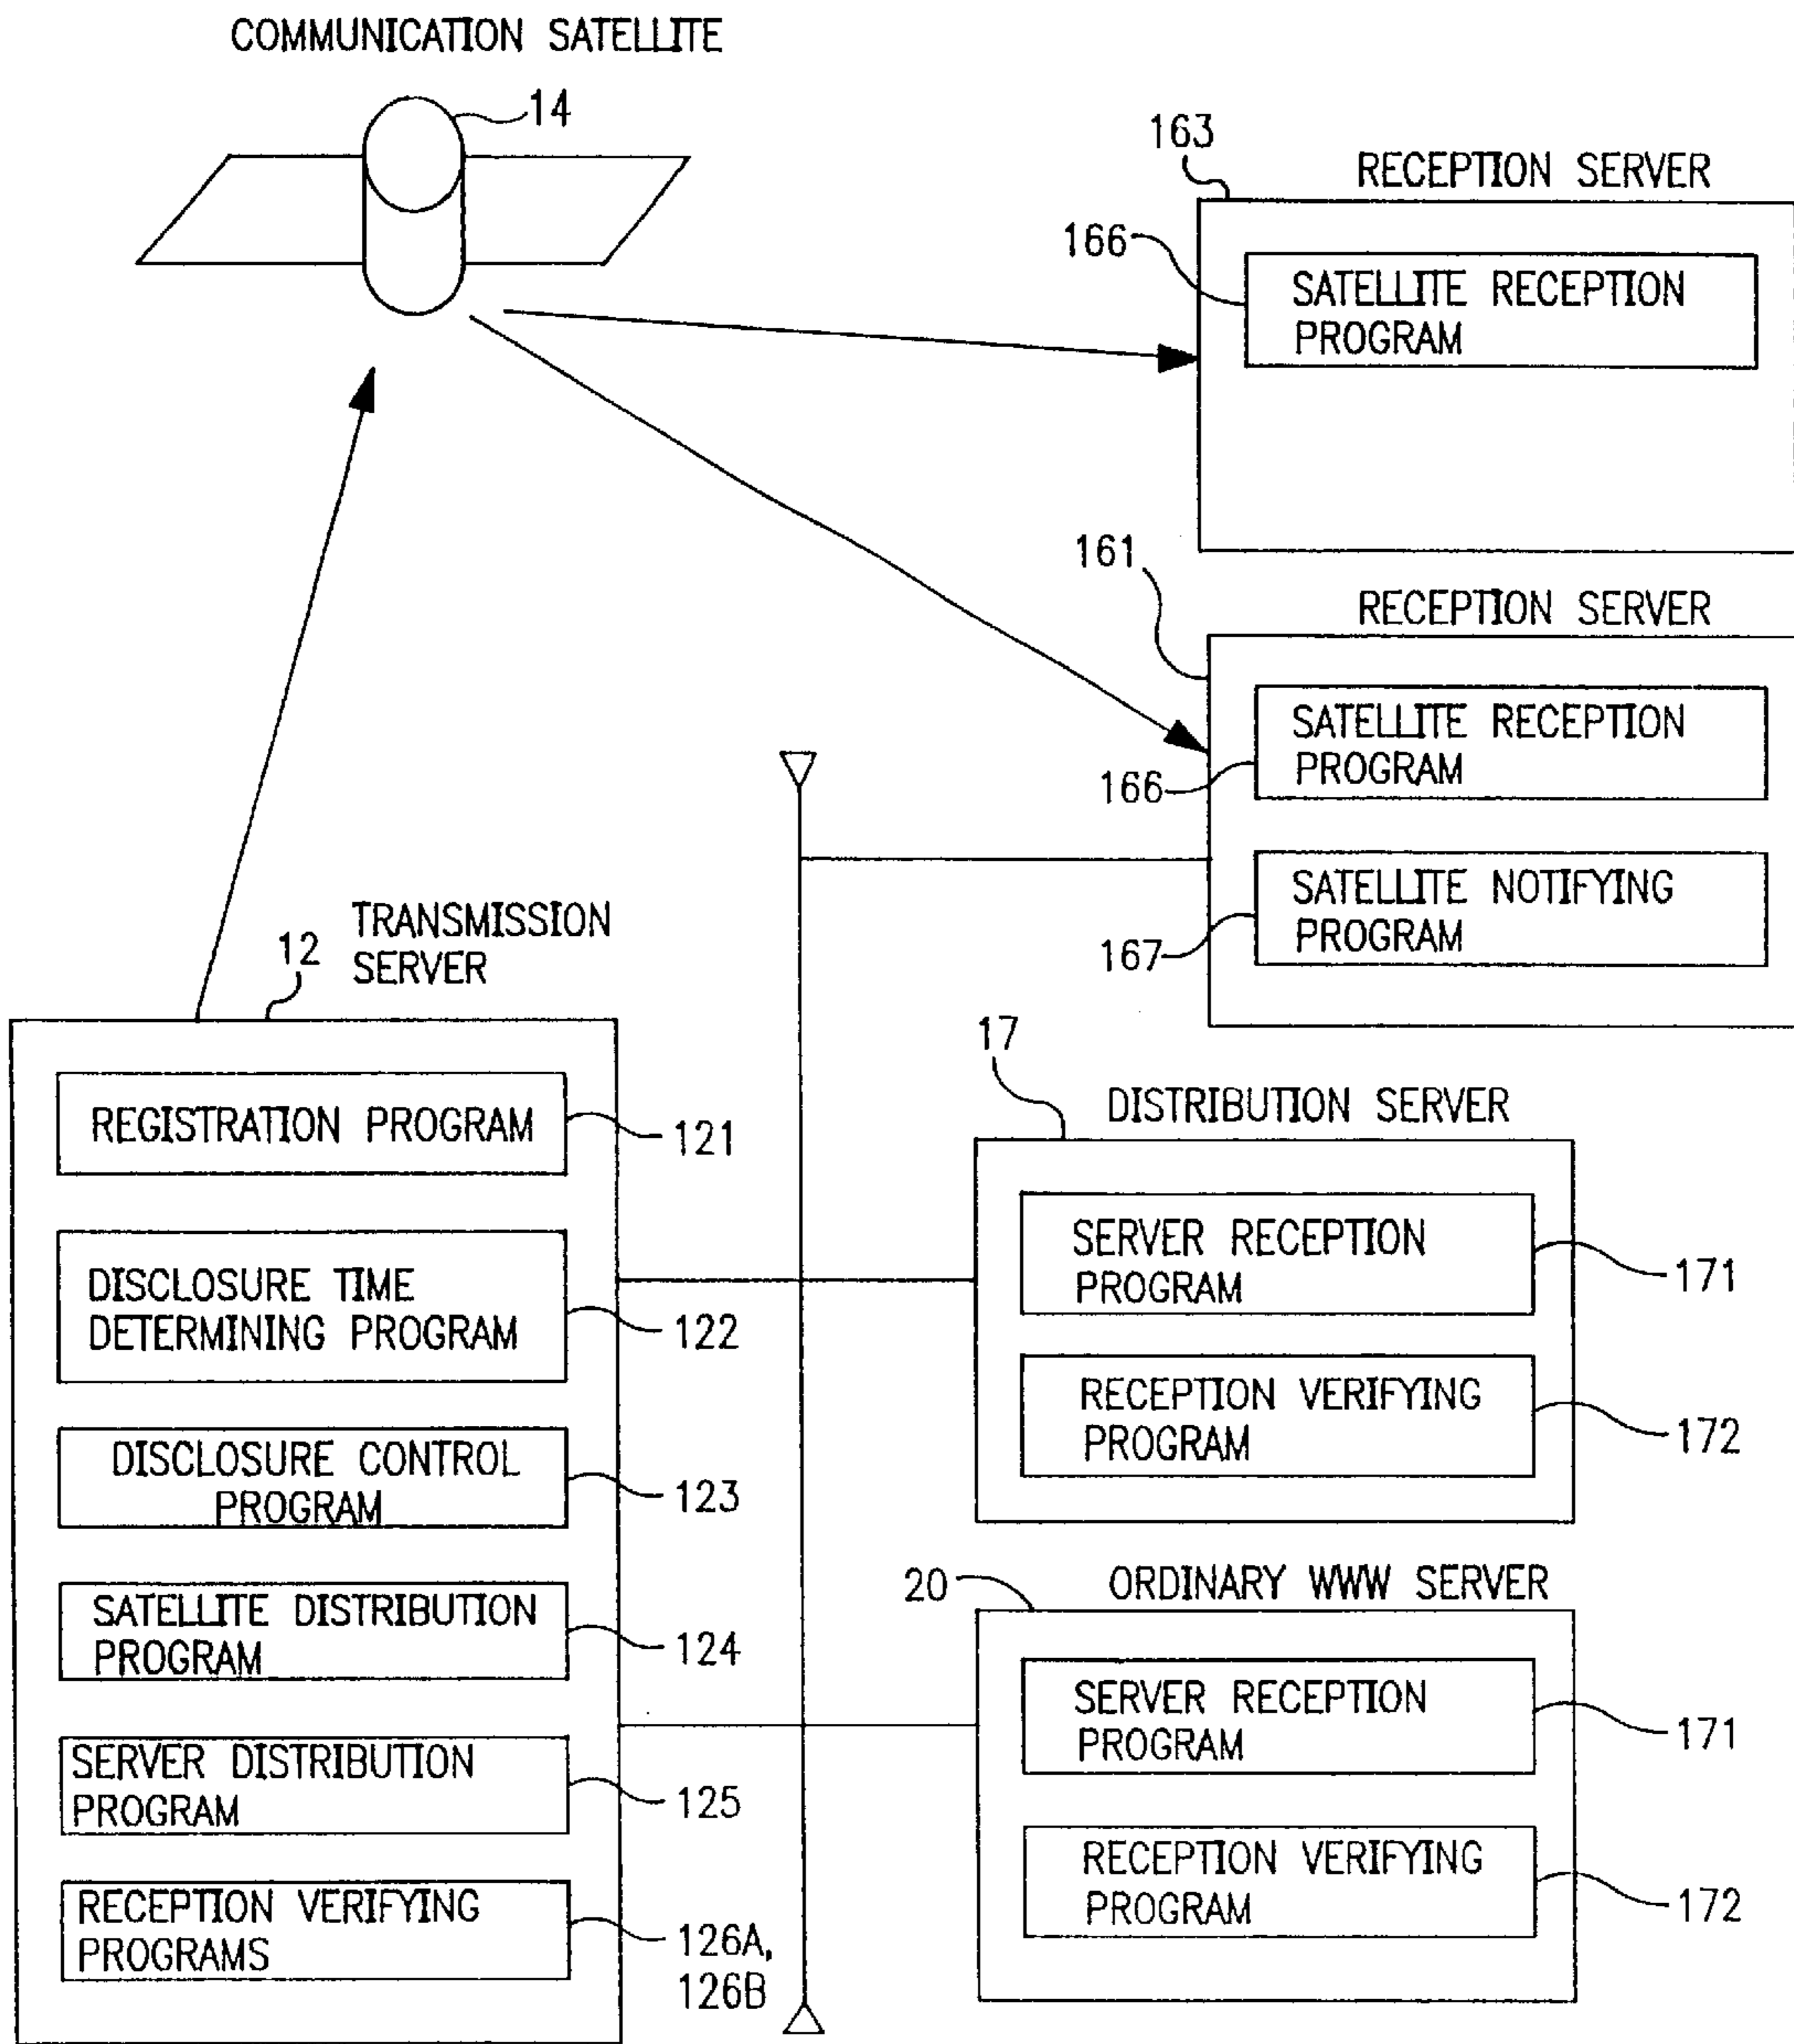 COMMUNICATION SATELLITE
14
163
RECEPTION SERVER
166
SATELLITE RECEPTION
PROGRAM
161
RECEPTION SERVER
SATELLITE RECEPTION
PROGRAM
166
SATELLITE NOTIFYING
PROGRAM
167
12
TRANSMISSION
SERVER
REGISTRATION PROGRAM
121
DISCLOSURE TIME
DETERMINING PROGRAM
122
DISCLOSURE CONTROL
PROGRAM
123
SATELLITE DISTRIBUTION
PROGRAM
124
SERVER DISTRIBUTION
PROGRAM
125
RECEPTION VERIFYING
PROGRAMS
126A,
126B
17
DISTRIBUTION SERVER
SERVER RECEPTION
PROGRAM
171
RECEPTION VERIFYING
PROGRAM
172
20
ORDINARY WWW SERVER
SERVER RECEPTION
PROGRAM
171
RECEPTION VERIFYING
PROGRAM
172